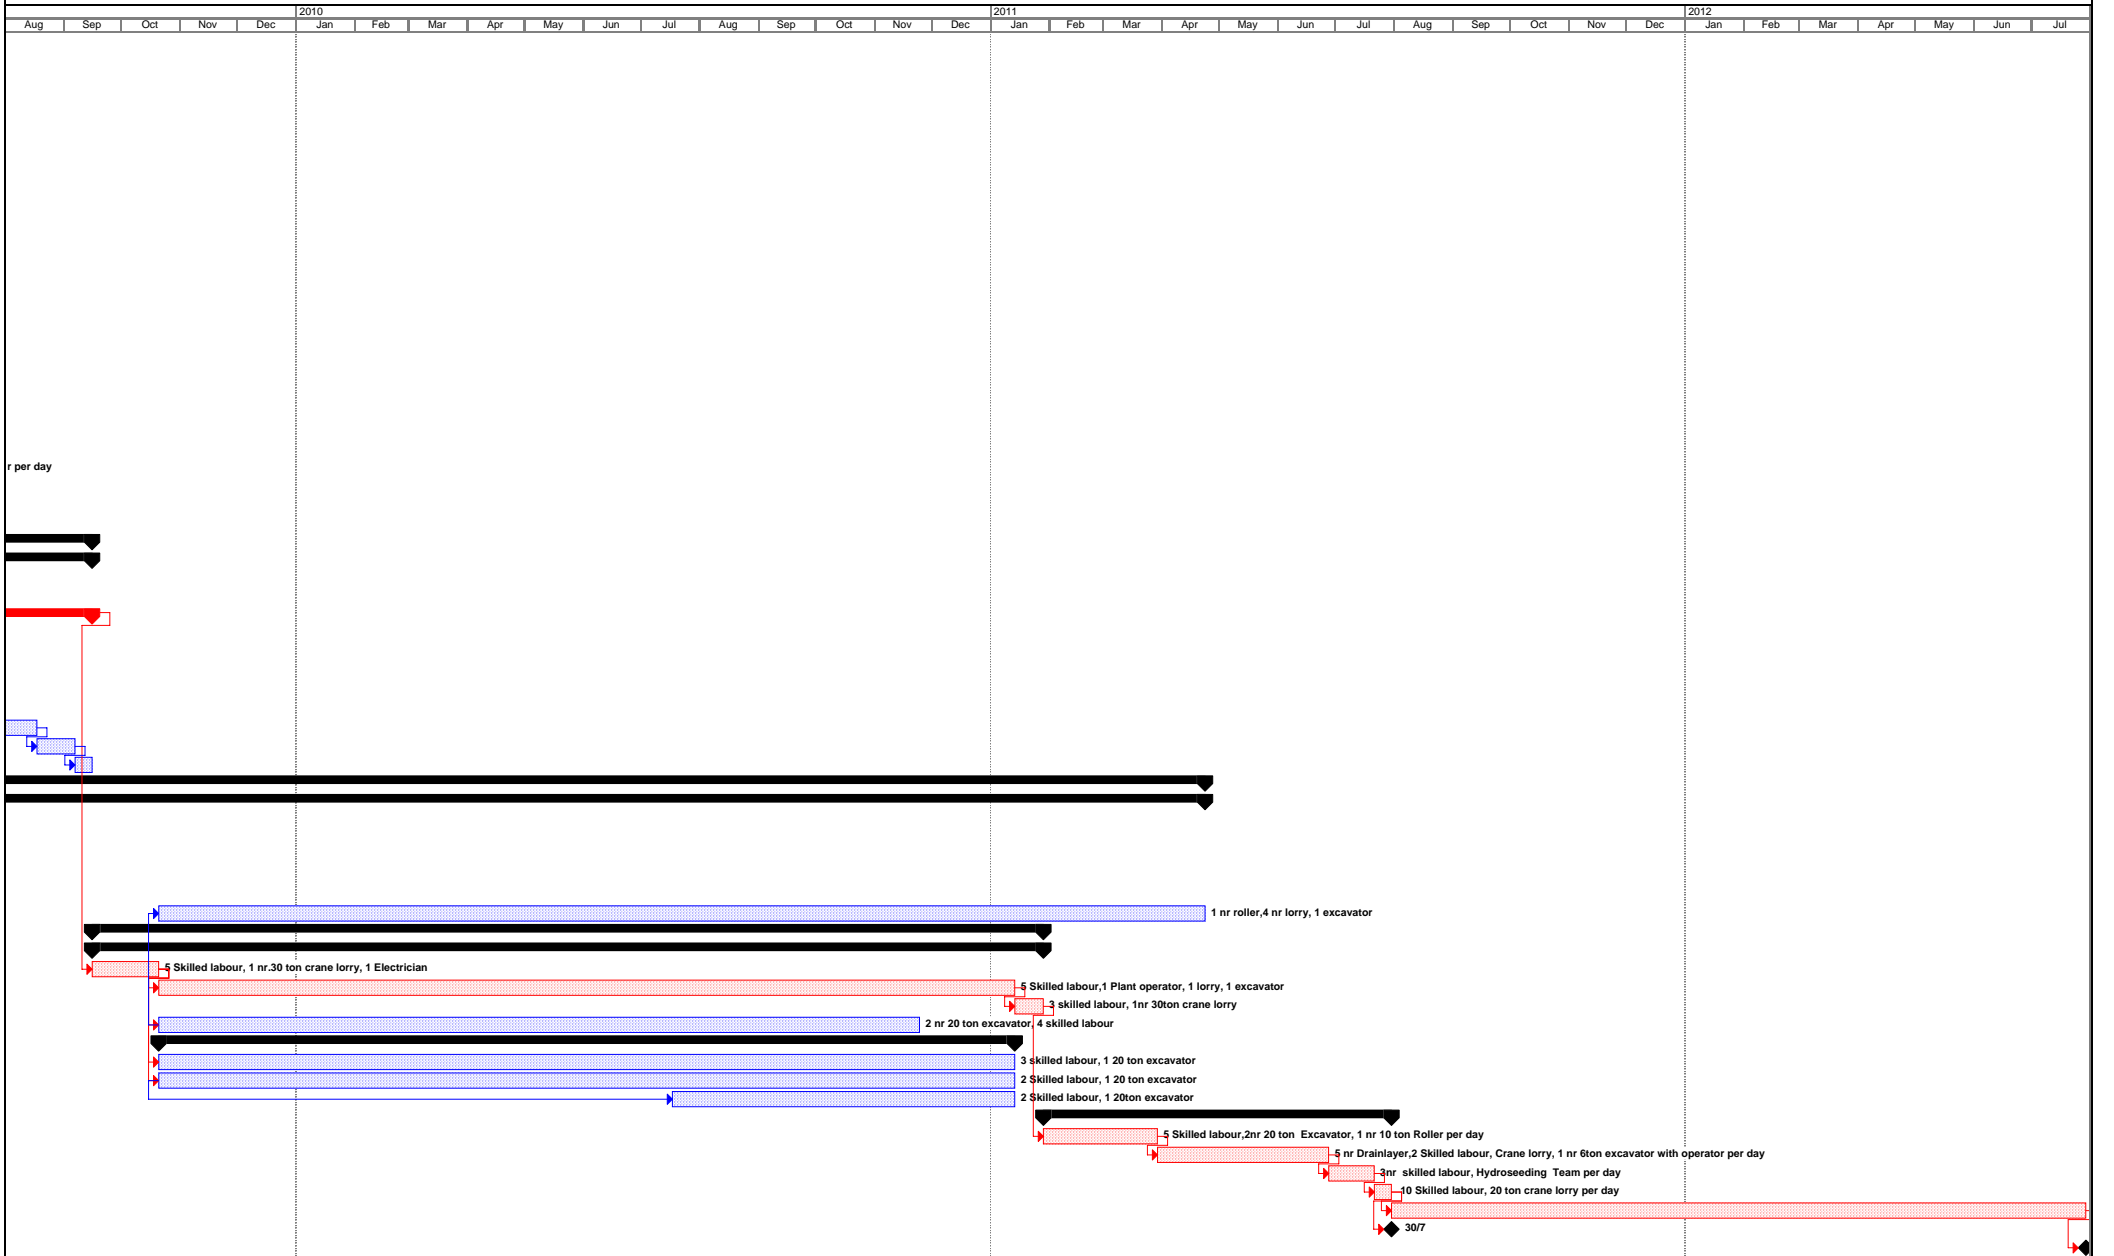 2010 2011 2012
Aug Sep Oct Nov Dec Jan Feb Mar Apr May Jun Jul Aug Sep Oct Nov Dec Jan Feb Mar Apr May Jun Jul Aug Sep Oct Nov Dec Jan Feb Mar Apr May Jun Jul
r per day
1 nr roller,4 nr lorry, 1 excavator
5 Skilled labour, 1 nr.30 ton crane lorry, 1 Electrician
5 Skilled labour,1 Plant operator, 1 lorry, 1 excavator
3 skilled labour, 1nr 30ton crane lorry
2 nr 20 ton excavator, 4 skilled labour
3 skilled labour, 1 20 ton excavator
2 Skilled labour, 1 20 ton excavator
2 Skilled labour, 1 20ton excavator
5 Skilled labour,2nr 20 ton Excavator, 1 nr 10 ton Roller per day
5 nr Drainlayer,2 Skilled labour, Crane lorry, 1 nr 6ton excavator with operator per day
3nr skilled labour, Hydroseeding Team per day
10 Skilled labour, 20 ton crane lorry per day
30/7